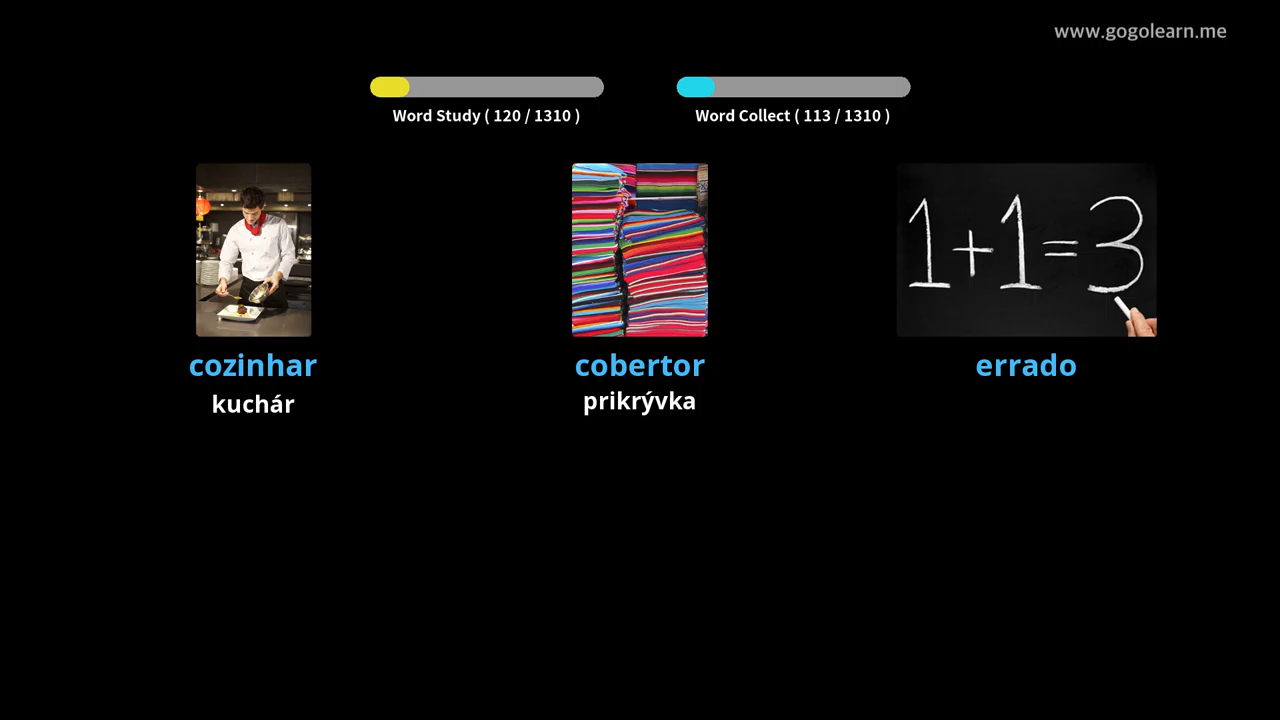 www.gogolearn.me
Word Study ( 120 / 1310 )
Word Collect ( 113 / 1310 )
1+1=3
cozinhar
cobertor
errado
kuchár
prikrývka